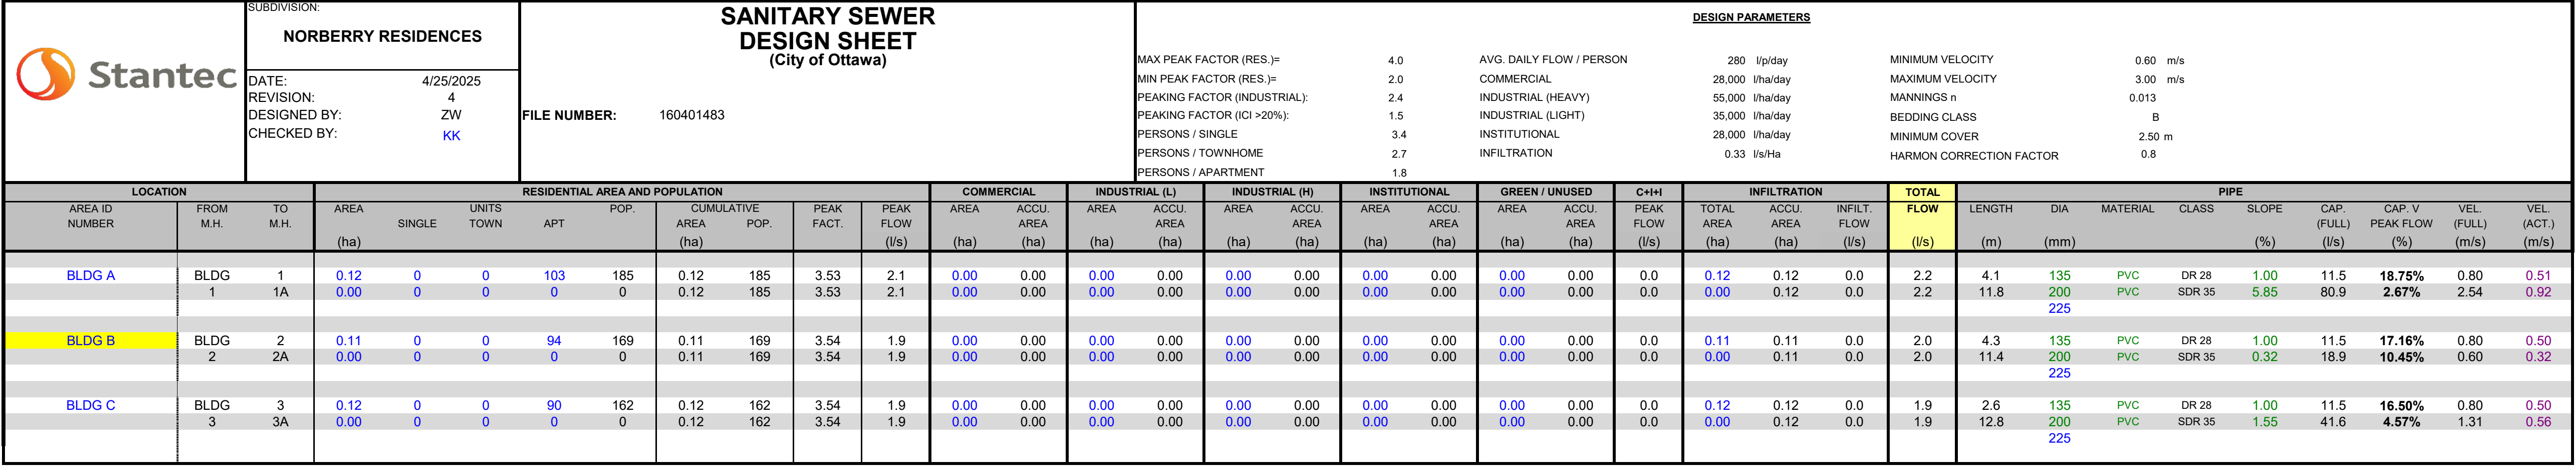 Stantec
SUBDIVISION:
NORBERRY RESIDENCES
DATE: 4/25/2025
REVISION: 4
DESIGNED BY: ZW
CHECKED BY: KK
SANITARY SEWER
DESIGN SHEET
(City of Ottawa)
FILE NUMBER: 160401483
DESIGN PARAMETERS
MAX PEAK FACTOR (RES.)= 4.0 AVG. DAILY FLOW / PERSON 280 l/p/day MINIMUM VELOCITY 0.60 m/s
MIN PEAK FACTOR (RES.)= 2.0 COMMERCIAL 28,000 l/ha/day MAXIMUM VELOCITY 3.00 m/s
PEAKING FACTOR (INDUSTRIAL): 2.4 INDUSTRIAL (HEAVY) 55,000 l/ha/day MANNINGS n 0.013
PEAKING FACTOR (ICI >20%): 1.5 INDUSTRIAL (LIGHT) 35,000 l/ha/day BEDDING CLASS B
PERSONS / SINGLE 3.4 INSTITUTIONAL 28,000 l/ha/day MINIMUM COVER 2.50 m
PERSONS / TOWNHOME 2.7 INFILTRATION 0.33 l/s/Ha HARMON CORRECTION FACTOR 0.8
PERSONS / APARTMENT 1.8
LOCATION RESIDENTIAL AREA AND POPULATION COMMERCIAL INDUSTRIAL (L) INDUSTRIAL (H) INSTITUTIONAL GREEN / UNUSED C+I+I INFILTRATION TOTAL PIPE
AREA ID FROM TO AREA UNITS POP. CUMULATIVE PEAK PEAK AREA ACCU. AREA ACCU. AREA ACCU. AREA ACCU. AREA ACCU. PEAK TOTAL ACCU. INFILT. FLOW LENGTH DIA MATERIAL CLASS SLOPE CAP. CAP. V VEL. VEL.
NUMBER M.H. M.H. SINGLE TOWN APT AREA POP. FACT. FLOW AREA AREA AREA AREA AREA FLOW AREA AREA FLOW (FULL) PEAK FLOW (FULL) (ACT.)
(ha) (ha) (l/s) (ha) (ha) (ha) (ha) (ha) (ha) (ha) (ha) (ha) (ha) (l/s) (ha) (ha) (l/s) (l/s) (m) (mm) (%) (l/s) (%) (m/s) (m/s)
BLDG A BLDG 1 0.12 0 0 103 185 0.12 185 3.53 2.1 0.00 0.00 0.00 0.00 0.00 0.00 0.00 0.00 0.00 0.00 0.0 0.12 0.12 0.0 2.2 4.1 135 PVC DR 28 1.00 11.5 18.75% 0.80 0.51
1 1A 0.00 0 0 0 0 0.12 185 3.53 2.1 0.00 0.00 0.00 0.00 0.00 0.00 0.00 0.00 0.00 0.00 0.0 0.00 0.12 0.0 2.2 11.8 200 PVC SDR 35 5.85 80.9 2.67% 2.54 0.92
225
BLDG B BLDG 2 0.11 0 0 94 169 0.11 169 3.54 1.9 0.00 0.00 0.00 0.00 0.00 0.00 0.00 0.00 0.00 0.00 0.0 0.11 0.11 0.0 2.0 4.3 135 PVC DR 28 1.00 11.5 17.16% 0.80 0.50
2 2A 0.00 0 0 0 0 0.11 169 3.54 1.9 0.00 0.00 0.00 0.00 0.00 0.00 0.00 0.00 0.00 0.00 0.0 0.00 0.11 0.0 2.0 11.4 200 PVC SDR 35 0.32 18.9 10.45% 0.60 0.32
225
BLDG C BLDG 3 0.12 0 0 90 162 0.12 162 3.54 1.9 0.00 0.00 0.00 0.00 0.00 0.00 0.00 0.00 0.00 0.00 0.0 0.12 0.12 0.0 1.9 2.6 135 PVC DR 28 1.00 11.5 16.50% 0.80 0.50
3 3A 0.00 0 0 0 0 0.12 162 3.54 1.9 0.00 0.00 0.00 0.00 0.00 0.00 0.00 0.00 0.00 0.00 0.0 0.00 0.12 0.0 1.9 12.8 200 PVC SDR 35 1.55 41.6 4.57% 1.31 0.56
225